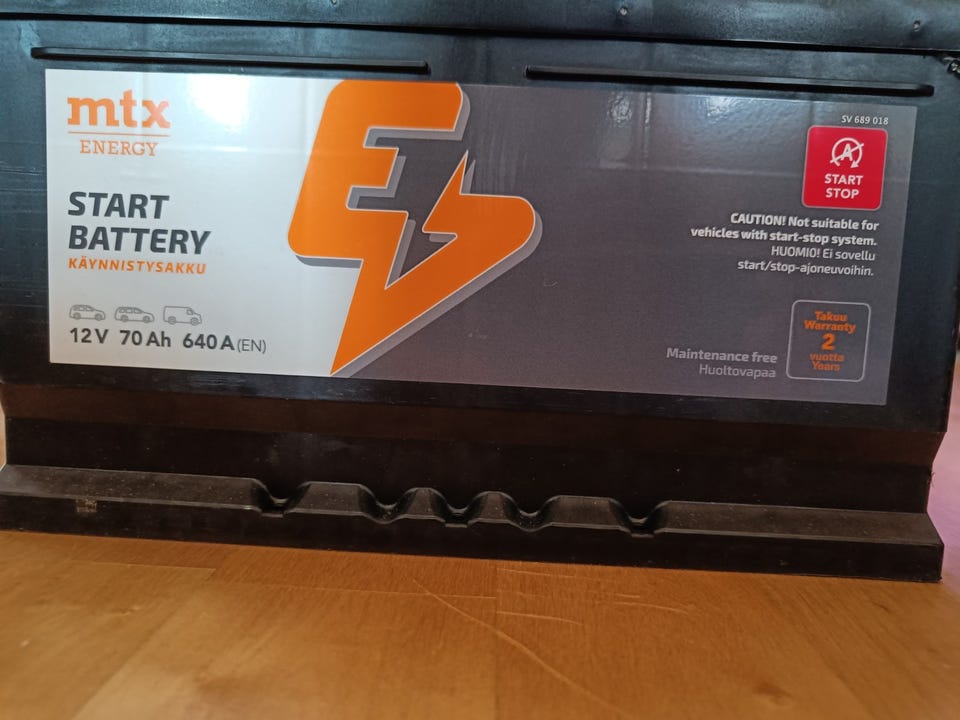 mtx
ENERGY
START
BATTERY
KÄYNNISTYSAKKU
12 V 70 Ah 640 A (EN)
SV 689 018
A
START
STOP
CAUTION! Not suitable for
vehicles with start-stop system.
HUOMIO! Ei sovellu
start/stop-ajoneuvoihin.
Maintenance free
Huoltovapaa
Takuu
Warranty
2
vuotta
Years